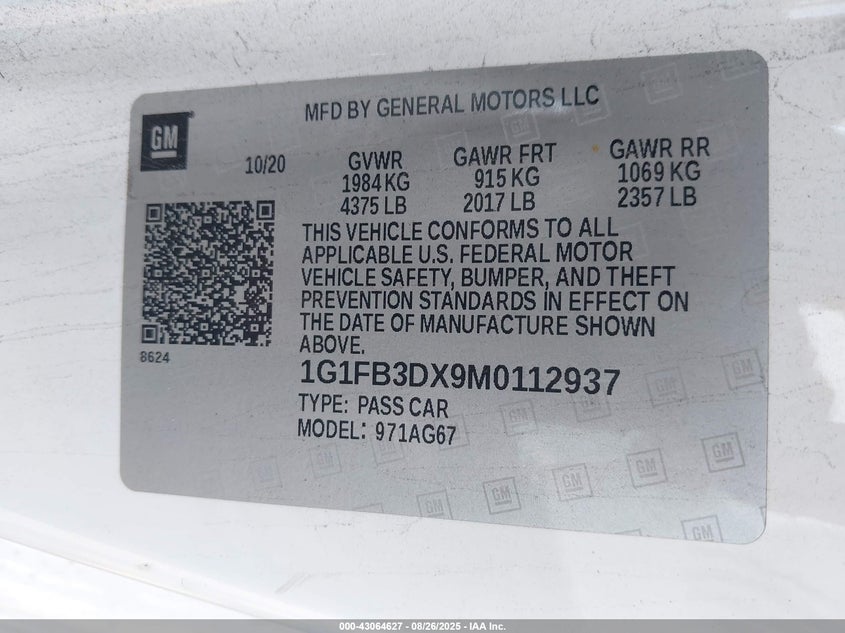 MFD BY GENERAL MOTORS LLC
GM
10/20
GVWR GAWR FRT GAWR RR
1984 KG 915 KG 1069 KG
4375 LB 2017 LB 2357 LB
THIS VEHICLE CONFORMS TO ALL
APPLICABLE U.S. FEDERAL MOTOR
VEHICLE SAFETY, BUMPER, AND THEFT
PREVENTION STANDARDS IN EFFECT ON
THE DATE OF MANUFACTURE SHOWN
ABOVE.
8624
1G1FB3DX9M0112937
TYPE: PASS CAR
MODEL: 971AG67
000-43064627 - 08/26/2025 - IAA Inc.